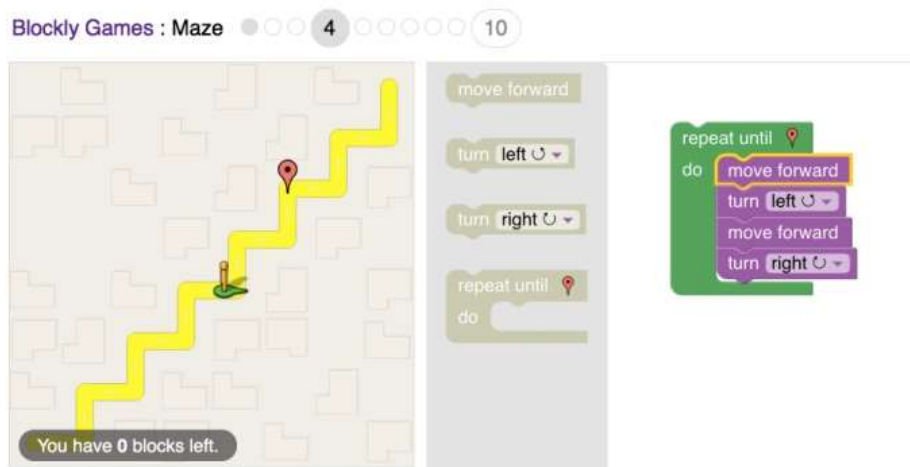 Blockly Games : Maze 4 10
move forward
turn left ↺
turn right ↻
repeat until
do
You have 0 blocks left.
repeat until
do move forward
turn left ↺
move forward
turn right ↻